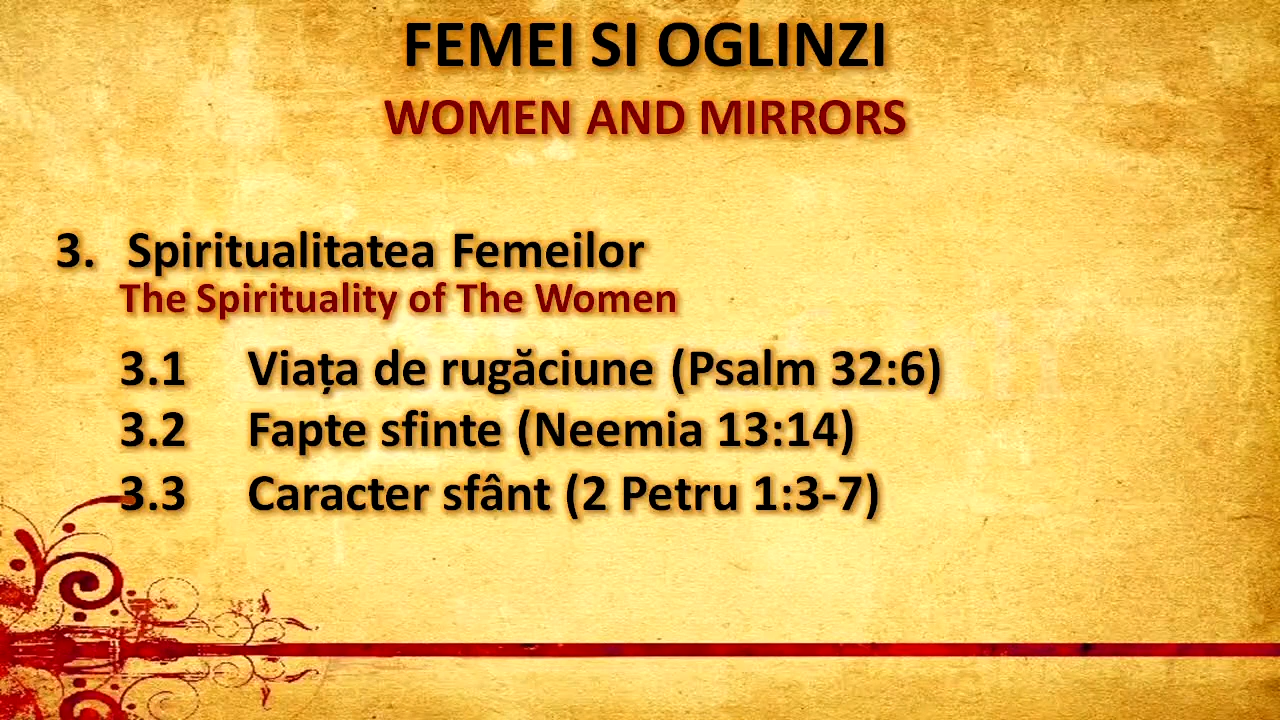 FEMEI SI OGLINZI
WOMEN AND MIRRORS
3. Spiritualitatea Femeilor
The Spirituality of The Women
3.1 Viața de rugăciune (Psalm 32:6)
3.2 Fapte sfinte (Neemia 13:14)
3.3 Caracter sfânt (2 Petru 1:3-7)